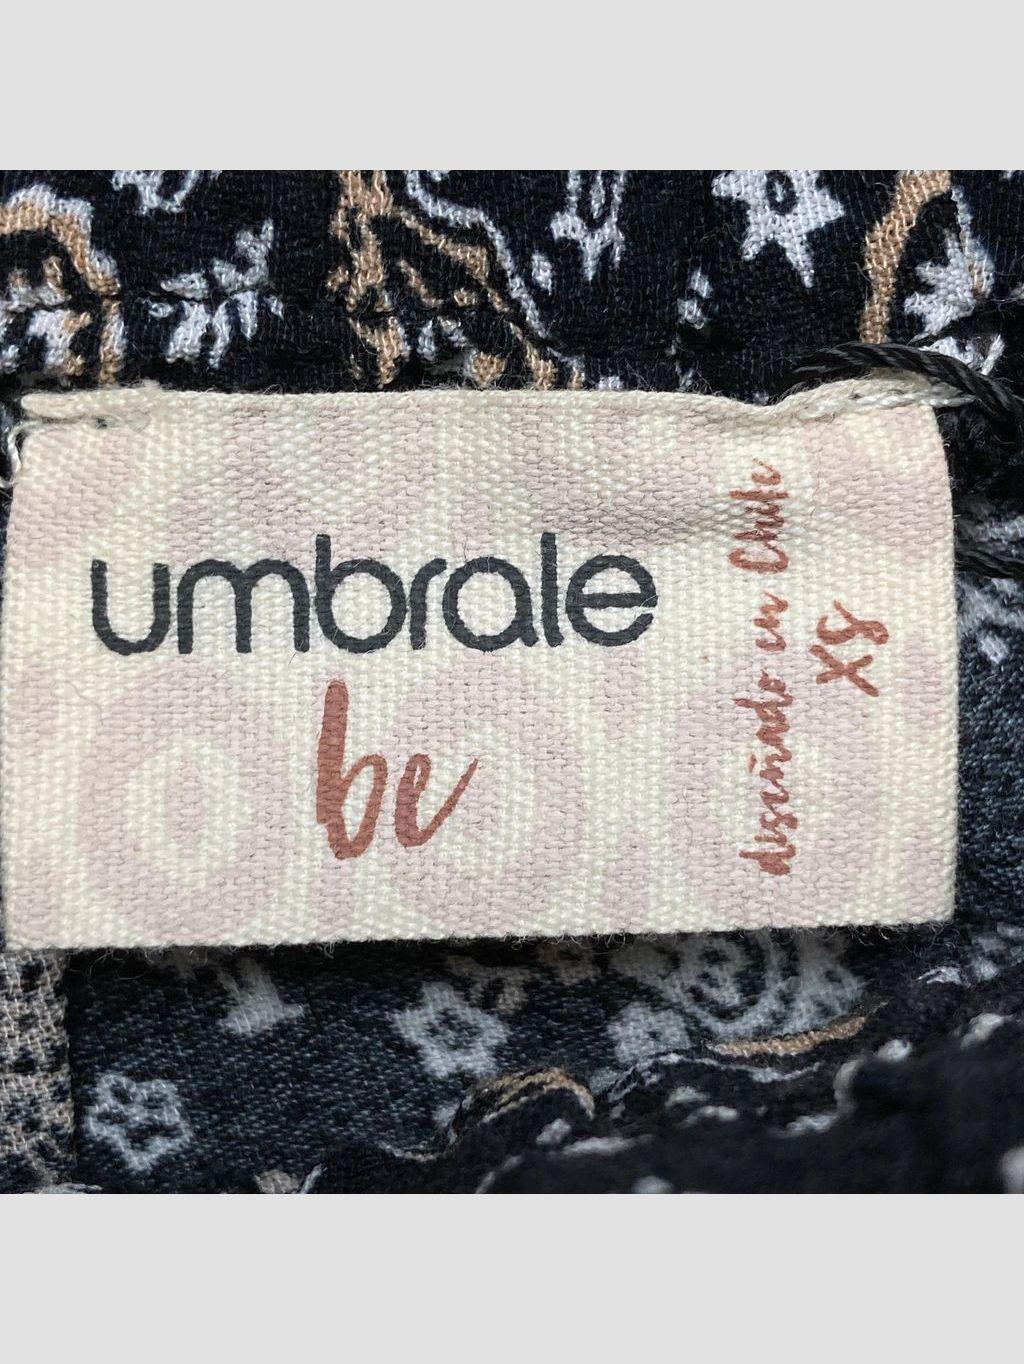 umbrale
be
diseñado en Chile
XS